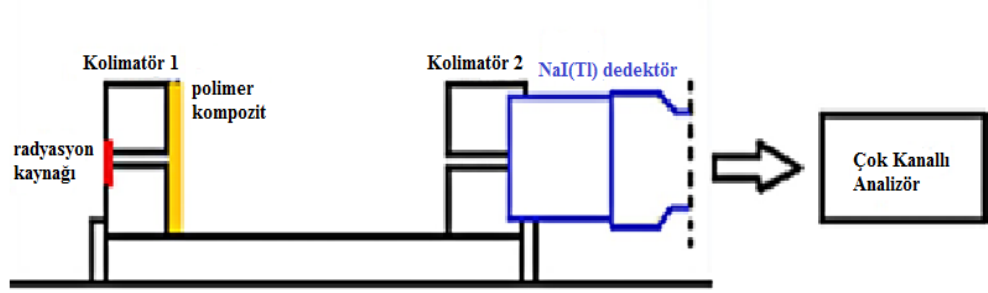 Kolimatör 1
polimer
kompozit
radyasyon
kaynağı
Kolimatör 2
NaI(Tl) dedektör
Çok Kanallı
Analizör